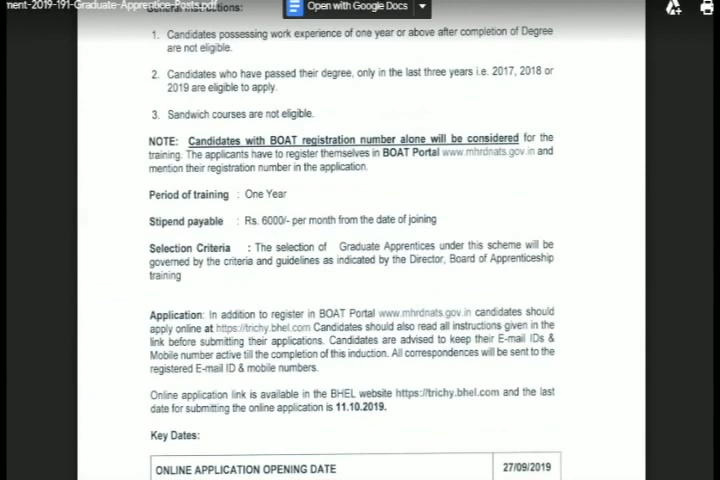 ment-2019-191-Graduate-Apprentice-Posts.pdf
Open with Google Docs
General Instructions:
1. Candidates possessing work experience of one year or above after completion of Degree
are not eligible.
2. Candidates who have passed their degree, only in the last three years i.e. 2017, 2018 or
2019 are eligible to apply.
3. Sandwich courses are not eligible.
NOTE: Candidates with BOAT registration number alone will be considered for the
training. The applicants have to register themselves in BOAT Portal www.mhrdnats.gov.in and
mention their registration number in the application.
Period of training : One Year
Stipend payable : Rs. 6000/- per month from the date of joining
Selection Criteria : The selection of Graduate Apprentices under this scheme will be
governed by the criteria and guidelines as indicated by the Director, Board of Apprenticeship
training
Application: In addition to register in BOAT Portal www.mhrdnats.gov.in candidates should
apply online at https://trichy.bhel.com Candidates should also read all instructions given in the
link before submitting their applications. Candidates are advised to keep their E-mail IDs &
Mobile number active till the completion of this induction. All correspondences will be sent to the
registered E-mail ID & mobile numbers.
Online application link is available in the BHEL website https://trichy.bhel.com and the last
date for submitting the online application is 11.10.2019.
Key Dates:
ONLINE APPLICATION OPENING DATE 27/09/2019